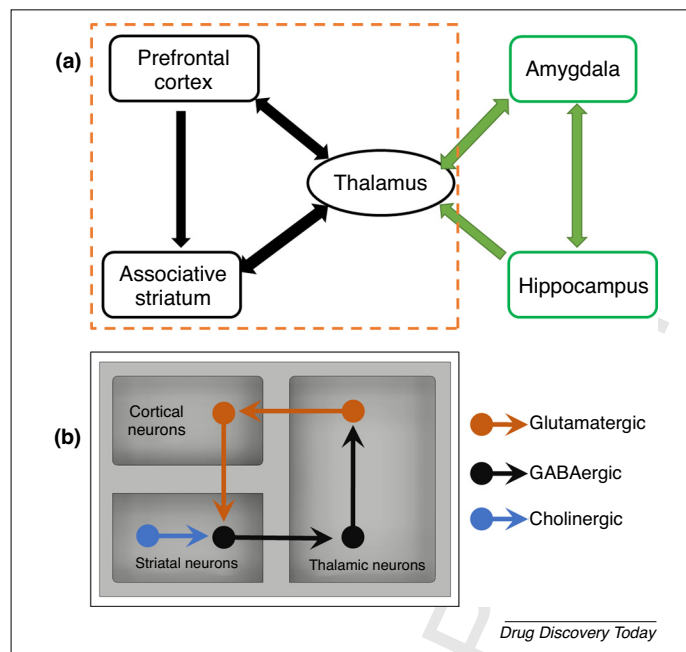 (a)
Prefrontal
cortex
Amygdala
Thalamus
Associative
striatum
Hippocampus
(b)
Cortical
neurons
Striatal neurons
Thalamic neurons
Glutamatergic
GABAergic
Cholinergic
Drug Discovery Today